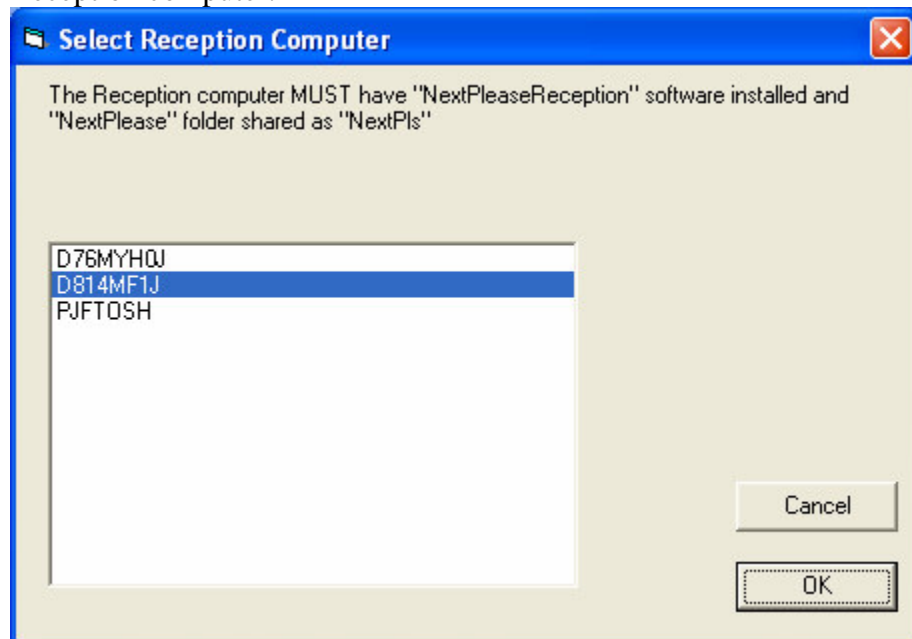 Select Reception Computer
The Reception computer MUST have "NextPleaseReception" software installed and
"NextPlease" folder shared as "NextPls"
D76MYH0J
D814MF1J
PJFTOSH
Cancel
OK